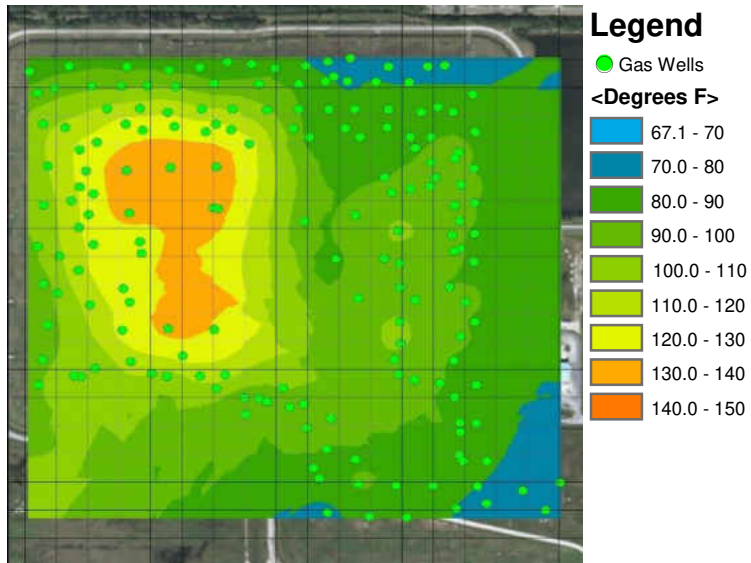 Legend
Gas Wells
<Degrees F>
67.1 - 70
70.0 - 80
80.0 - 90
90.0 - 100
100.0 - 110
110.0 - 120
120.0 - 130
130.0 - 140
140.0 - 150